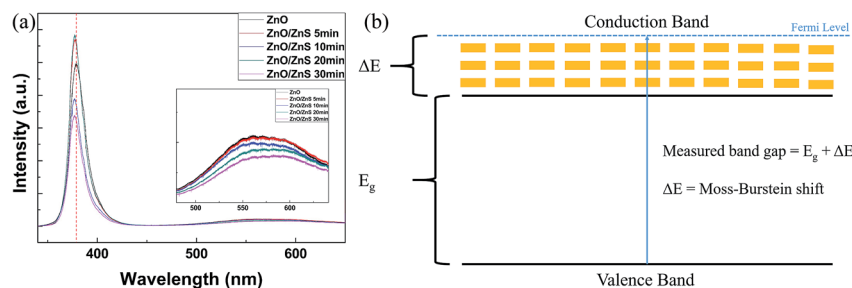 (a)
ZnO
ZnO/ZnS 5min
ZnO/ZnS 10min
ZnO/ZnS 20min
ZnO/ZnS 30min
Intensity (a.u.)
ZnO
ZnO/ZnS 5min
ZnO/ZnS 10min
ZnO/ZnS 20min
ZnO/ZnS 30min
500
550
600
400
500
600
Wavelength (nm)
(b)
Conduction Band
Fermi Level
ΔE
Eg
Measured band gap = Eg + ΔE
ΔE = Moss-Burstein shift
Valence Band